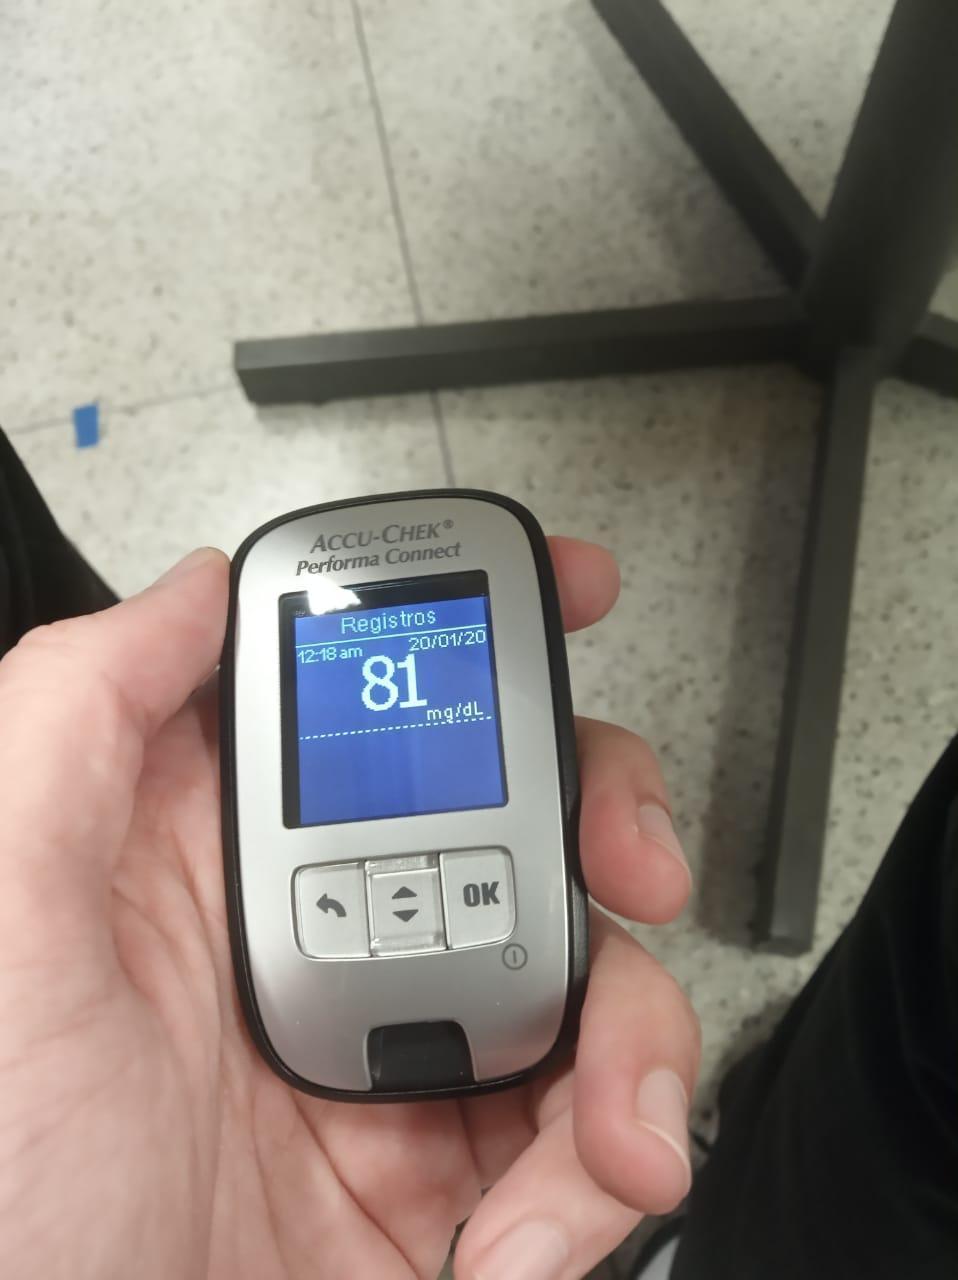 ACCU-CHEK®
Performa Connect
Registros
12:18 am 20/01/20
81
mg/dL
OK